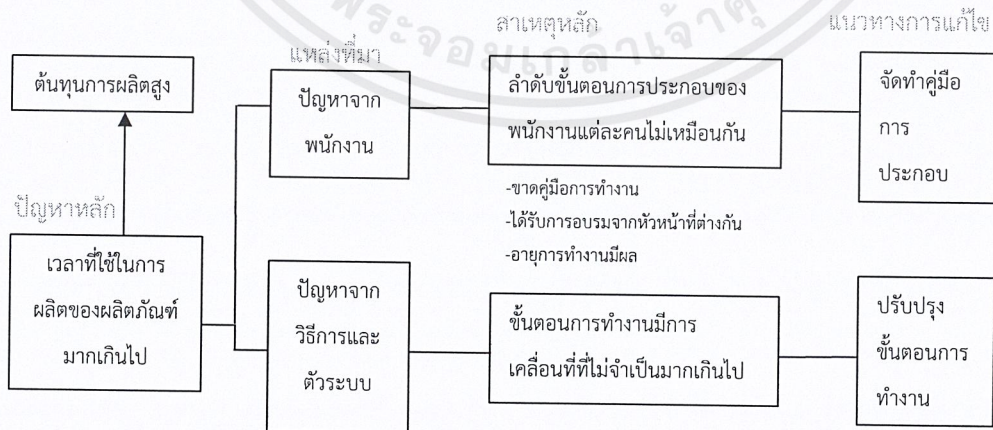 พระจอมเกล้าเจ้าคุ
สาเหตุหลัก
แนวทางการแก้ไข
แหล่งที่มา
ต้นทุนการผลิตสูง
ปัญหาจาก
พนักงาน
ลำดับขั้นตอนการประกอบของ
พนักงานแต่ละคนไม่เหมือนกัน
จัดทำคู่มือ
การ
ประกอบ
-ขาดคู่มือการทำงาน
-ได้รับการอบรมจากหัวหน้าที่ต่างกัน
-อายุการทำงานมีผล
ปัญหาหลัก
เวลาที่ใช้ในการ
ผลิตของผลิตภัณฑ์
มากเกินไป
ปัญหาจาก
วิธีการและ
ตัวระบบ
ขั้นตอนการทำงานมีการ
เคลื่อนที่ที่ไม่จำเป็นมากเกินไป
ปรับปรุง
ขั้นตอนการ
ทำงาน